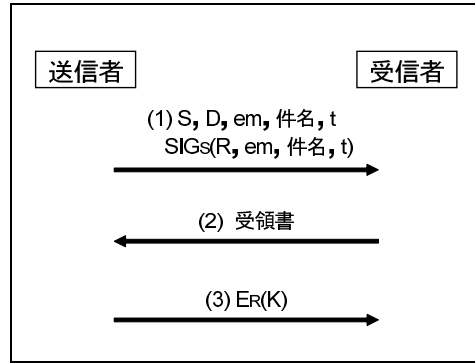 送信者
受信者
(1) S, D, em, 件名, t
SIGs(R, em, 件名, t)
(2) 受領書
(3) ER(K)